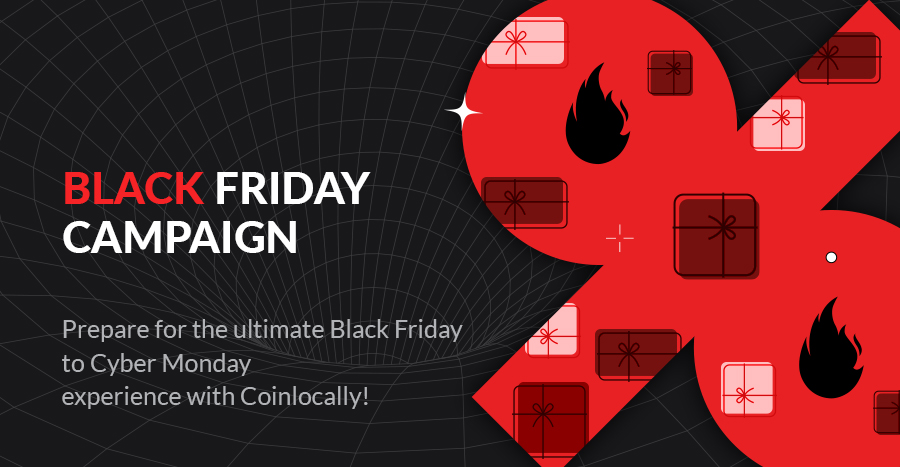 BLACK FRIDAY
CAMPAIGN
Prepare for the ultimate Black Friday
to Cyber Monday
experience with Coinlocally!